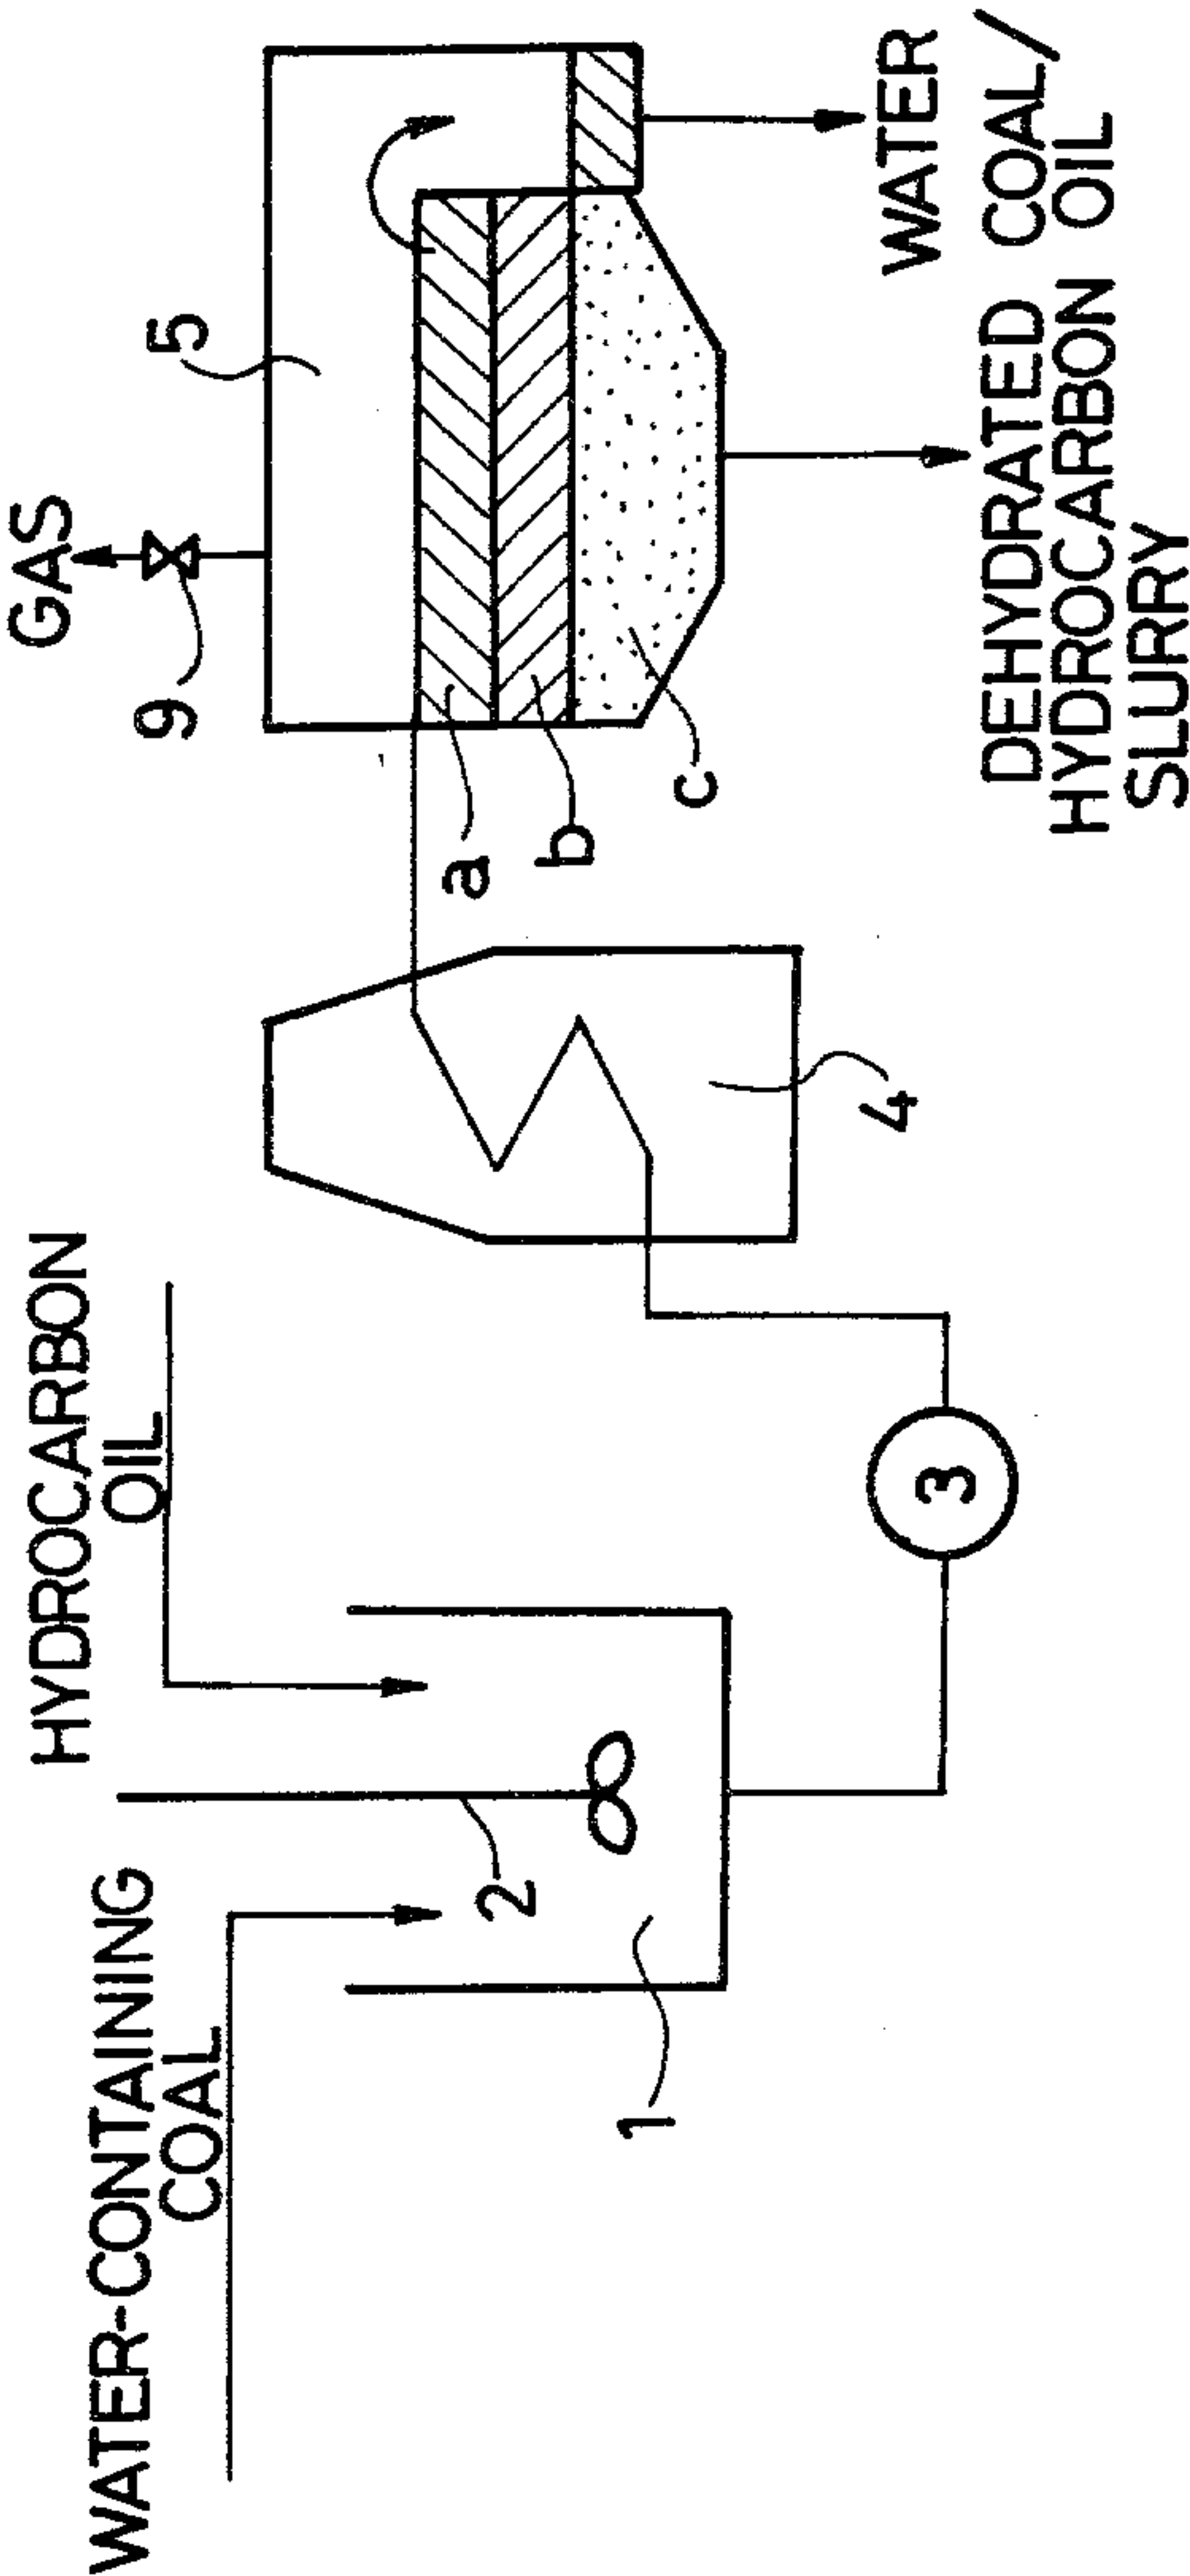 WATER-CONTAINING
COAL
HYDROCARBON
OIL
GAS
9
5
2
1
3
4
a
b
c
WATER
DEHYDRATED COAL/
HYDROCARBON OIL
SLURRY